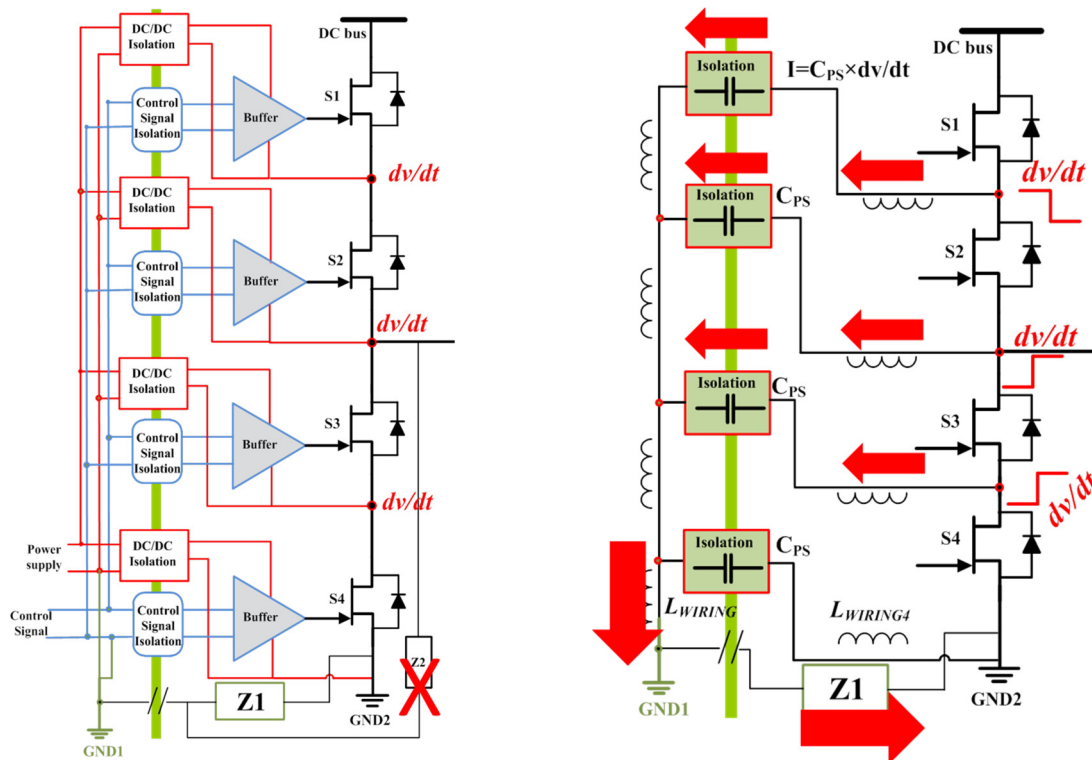 DC/DC
Isolation
Control
Signal
Isolation
Buffer
DC bus
S1
dv/dt
DC/DC
Isolation
Control
Signal
Isolation
Buffer
S2
dv/dt
DC/DC
Isolation
Control
Signal
Isolation
Buffer
S3
dv/dt
Power
supply
DC/DC
Isolation
Control
Signal
Control
Signal
Isolation
Buffer
S4
Z2
Z1
GND1
GND2
Isolation
I=CPS×dv/dt
DC bus
S1
dv/dt
Isolation
CPS
S2
dv/dt
Isolation
CPS
S3
dv/dt
Isolation
CPS
S4
LWIRING
LWIRING4
Z1
GND1
GND2